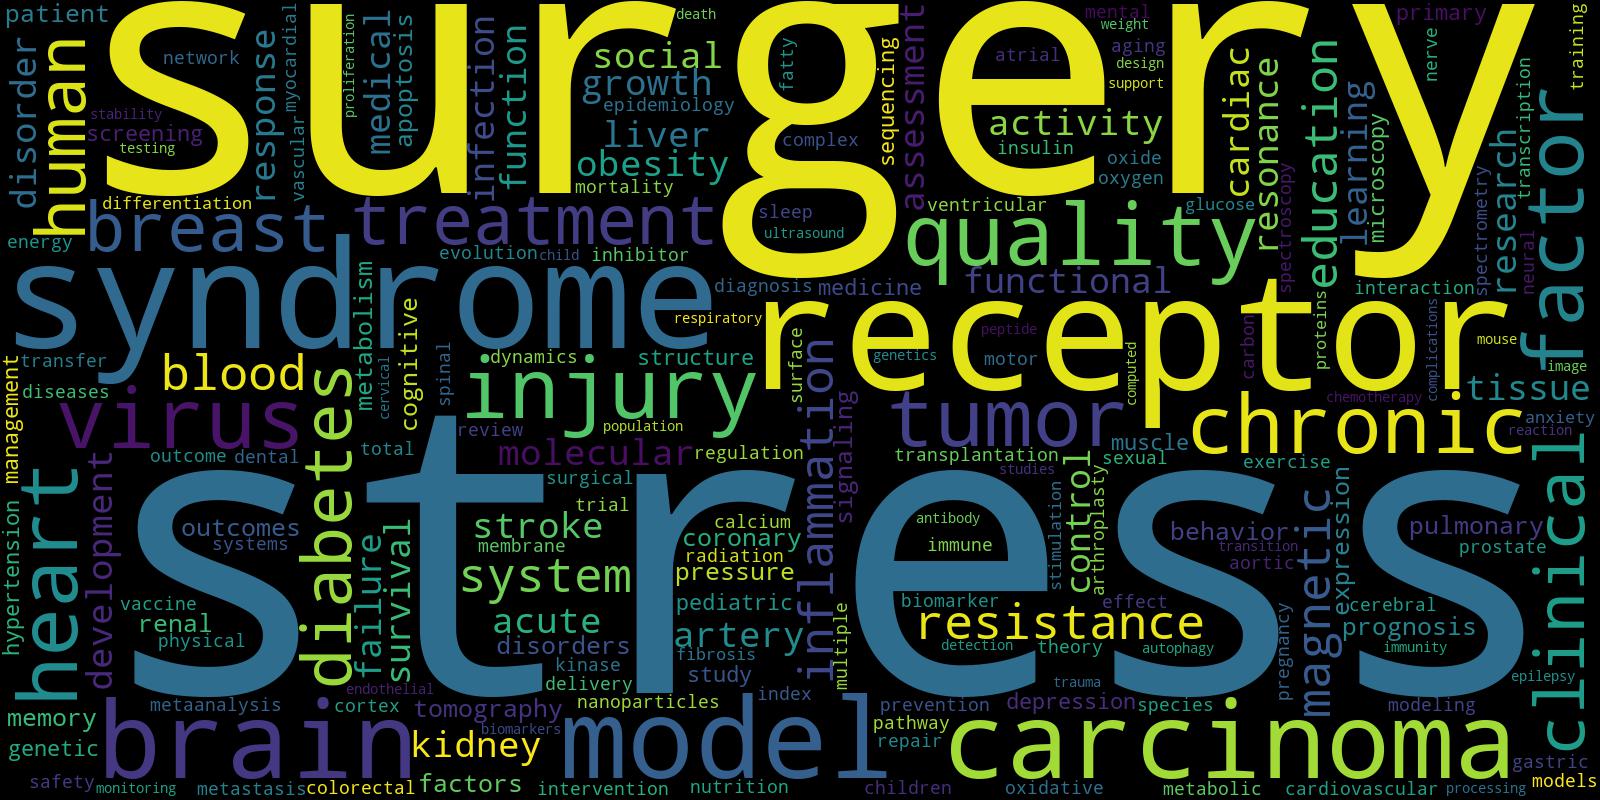 surgery
stress
receptor
syndrome
carcinoma
model
brain
factor
quality
injury
chronic
tumor
virus
treatment
breast
human
heart
diabetes
clinical
resistance
patient
network
disorder
stability
screening
testing
differentiation
energy
response
myocardial
vascular
proliferation
medical
apoptosis
infection
function
social
growth
epidemiology
liver
obesity
mortality
death
fatty
complex
sleep
ultrasound
sequencing
assessment
atrial
mental
weight
aging
design
support
activity
insulin
oxide
oxygen
ventricular
glucose
cardiac
resonance
spectroscopy
education
learning
microscopy
primary
nerve
training
transcription
research
spectrometry
neural
interaction
evolution
child
inhibitor
diagnosis
medicine
functional
respiratory
metabolism
cognitive
cervical
spinal
dynamics
structure
surface
genetics
peptide
motor
computed
carbon
proteins
complications
mouse
image
chemotherapy
tissue
anxiety
reaction
transfer
diseases
management
blood
review
population
molecular
regulation
inflammation
signaling
transplantation
muscle
sexual
studies
exercise
outcome
dental
total
surgical
trial
stroke
membrane
system
acute
disorders
kinase
delivery
calcium
coronary
radiation
pressure
pediatric
artery
fibrosis
study
index
nanoparticles
multiple
antibody
immune
biomarker
detection
theory
autophagy
trauma
stimulation
control
arthroplasty
effect
behavior
transition
aortic
pregnancy
magnetic
expression
pulmonary
prostate
cerebral
prognosis
immunity
epilepsy
hypertension
development
outcomes
systems
vaccine
renal
physical
failure
survival
endothelial
metaanalysis
cortex
tomography
biomarkers
kidney
memory
genetic
safety
monitoring
metastasis
colorectal
factors
intervention
nutrition
prevention
depression
species
pathway
repair
children
oxidative
metabolic
cardiovascular
modeling
processing
gastric
models